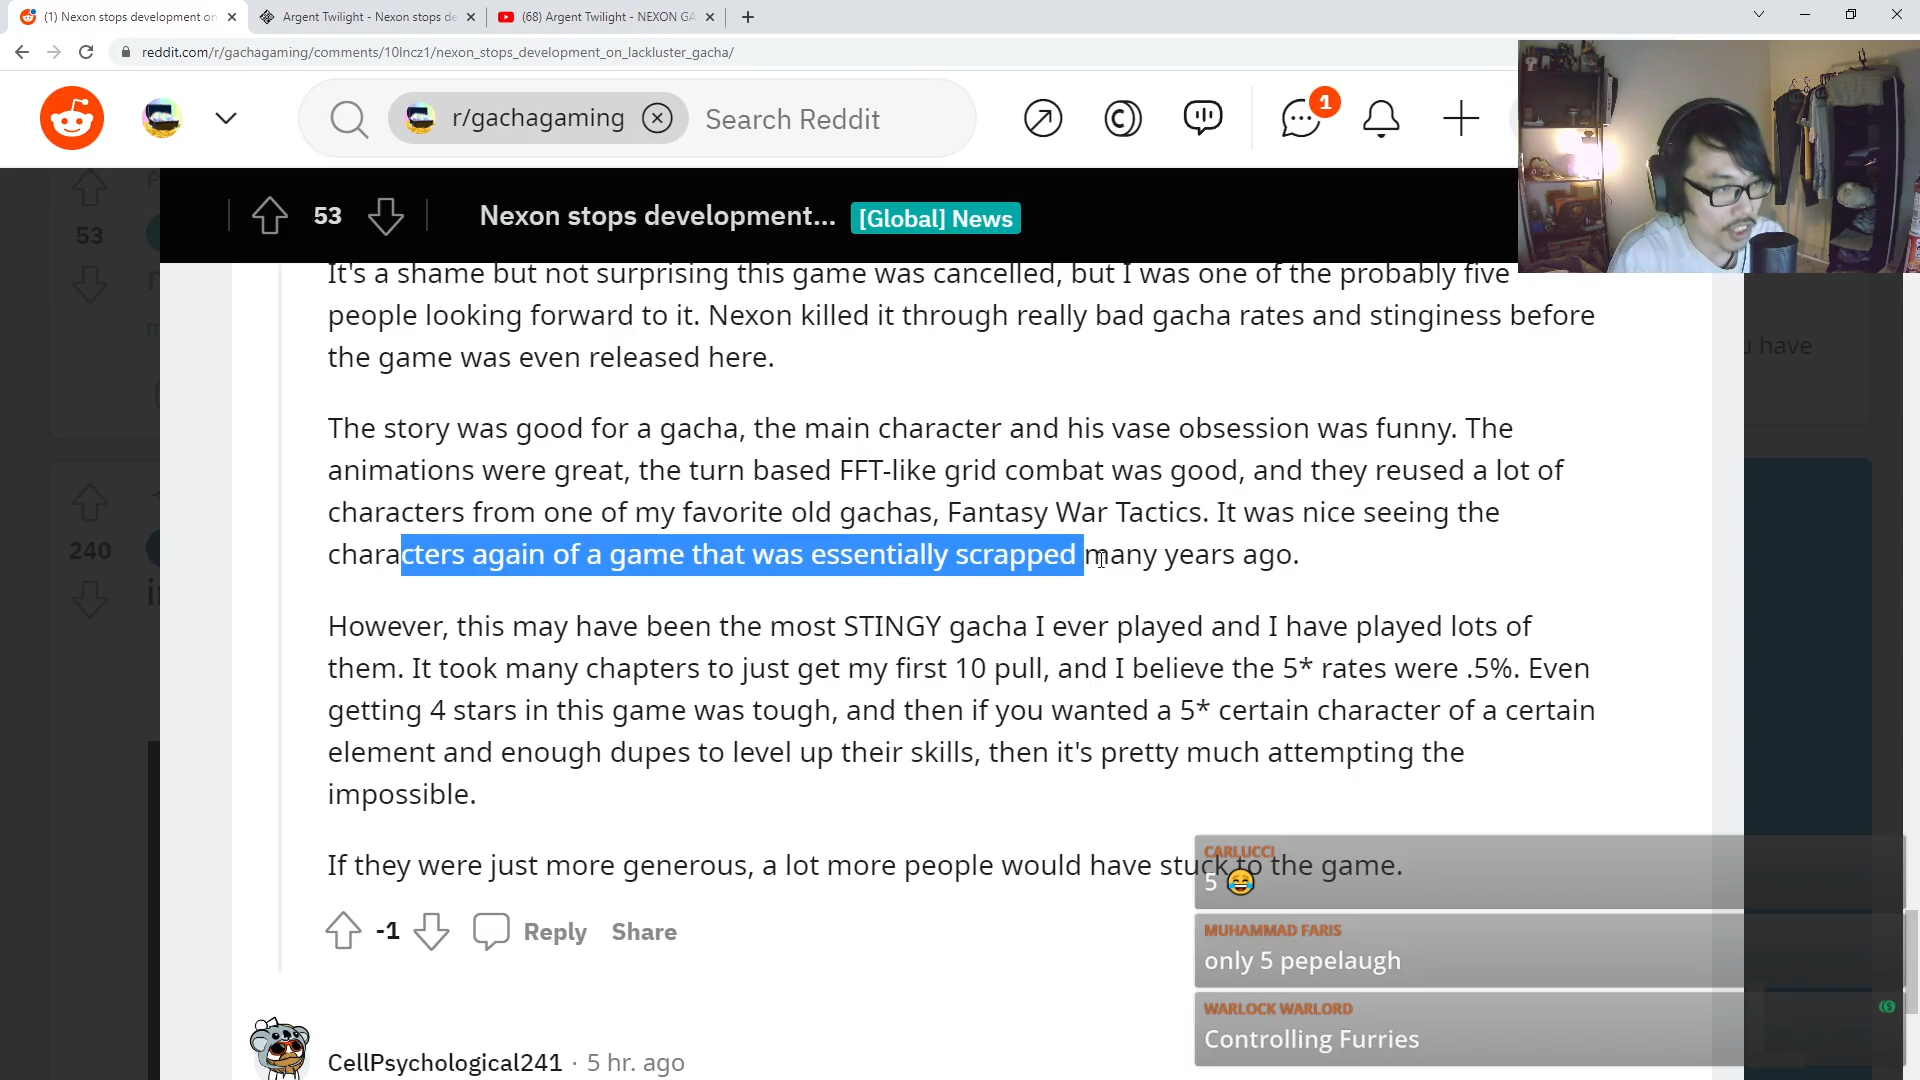 (1) Nexon stops development on
Argent Twilight - Nexon stops de
(68) Argent Twilight - NEXON GA
reddit.com/r/gachagaming/comments/10lncz1/nexon_stops_development_on_lackluster_gacha/
r/gachagaming
Search Reddit
1
53
Nexon stops development...
[Global] News
53
240
u have
It's a shame but not surprising this game was cancelled, but I was one of the probably five
people looking forward to it. Nexon killed it through really bad gacha rates and stinginess before
the game was even released here.
The story was good for a gacha, the main character and his vase obsession was funny. The
animations were great, the turn based FFT-like grid combat was good, and they reused a lot of
characters from one of my favorite old gachas, Fantasy War Tactics. It was nice seeing the
characters again of a game that was essentially scrapped many years ago.
However, this may have been the most STINGY gacha I ever played and I have played lots of
them. It took many chapters to just get my first 10 pull, and I believe the 5* rates were .5%. Even
getting 4 stars in this game was tough, and then if you wanted a 5* certain character of a certain
element and enough dupes to level up their skills, then it's pretty much attempting the
impossible.
If they were just more generous, a lot more people would have stuck to the game.
-1
Reply
Share
CellPsychological241 · 5 hr. ago
CARLUCCI
5 😂
MUHAMMAD FARIS
only 5 pepelaugh
WARLOCK WARLORD
Controlling Furries